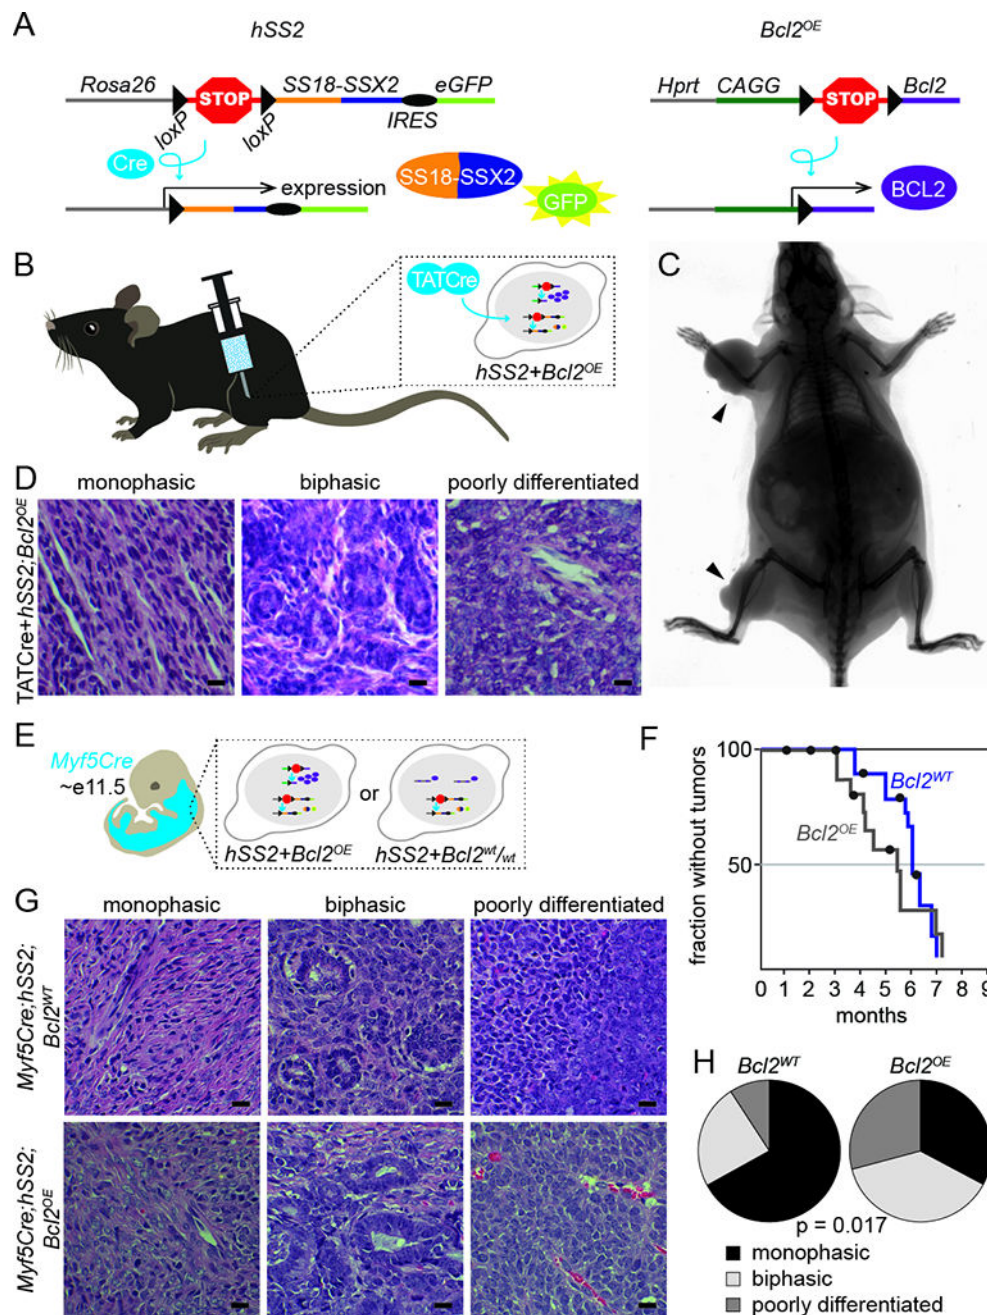 A
hSS2
Bcl2OE
Rosa26
STOP
SS18-SSX2
eGFP
loxP
loxP
IRES
Hprt
CAGG
STOP
Bcl2
Cre
expression
SS18-SSX2
GFP
BCL2
B
TATCre
hSS2+Bcl2OE
C
D
monophasic
biphasic
poorly differentiated
TATCre+hSS2;Bcl2OE
E
Myf5Cre
~e11.5
or
hSS2+Bcl2OE
hSS2+Bcl2wt/wt
F
fraction without tumors
100
50
Bcl2WT
Bcl2OE
0 1 2 3 4 5 6 7 8 9
months
G
monophasic
biphasic
poorly differentiated
Myf5Cre;hSS2;
Bcl2WT
Myf5Cre;hSS2;
Bcl2OE
H
Bcl2WT
Bcl2OE
p = 0.017
monophasic
biphasic
poorly differentiated